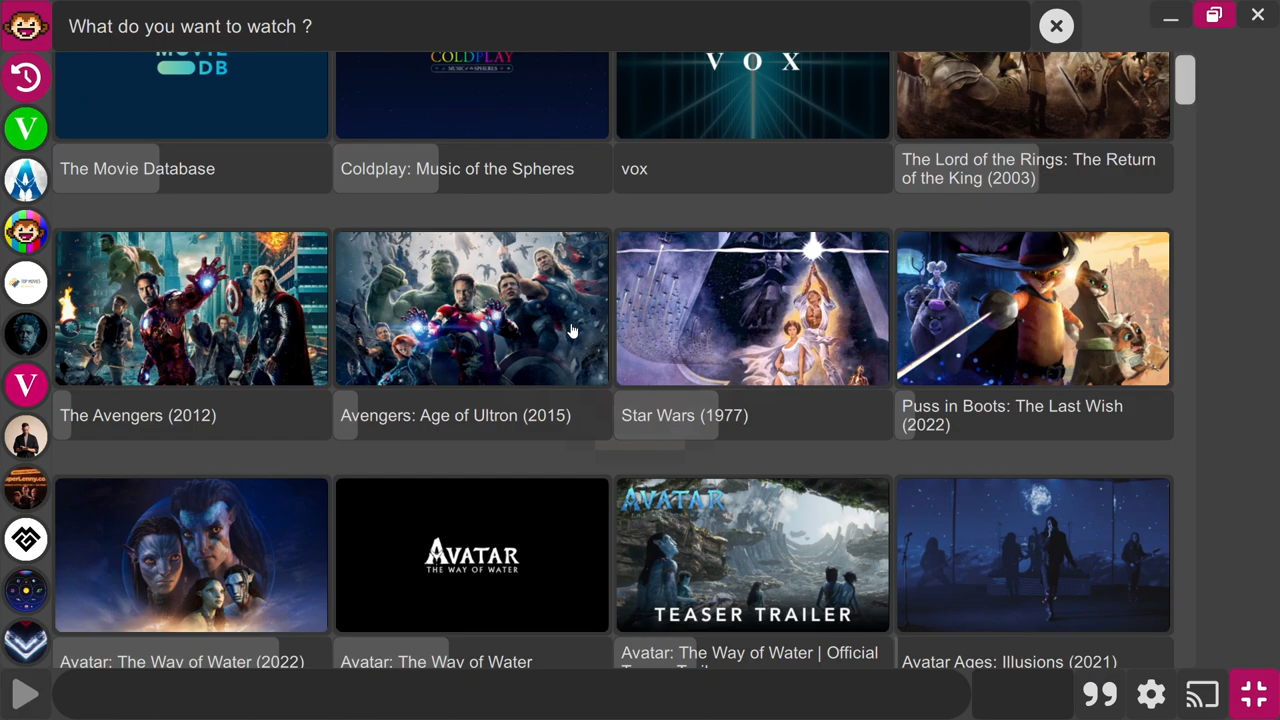 What do you want to watch ?
MOVIE
DB
COLDPLAY
MUSIC of the SPHERES
VOX
The Movie Database
Coldplay: Music of the Spheres
vox
The Lord of the Rings: The Return
of the King (2003)
The Avengers (2012)
Avengers: Age of Ultron (2015)
Star Wars (1977)
Puss in Boots: The Last Wish
(2022)
AVATAR
THE WAY OF WATER
AVATAR
TEASER TRAILER
Avatar: The Way of Water (2022)
Avatar: The Way of Water
Avatar: The Way of Water | Official
Avatar Ages: Illusions (2021)
V
TOP MOVIES
V